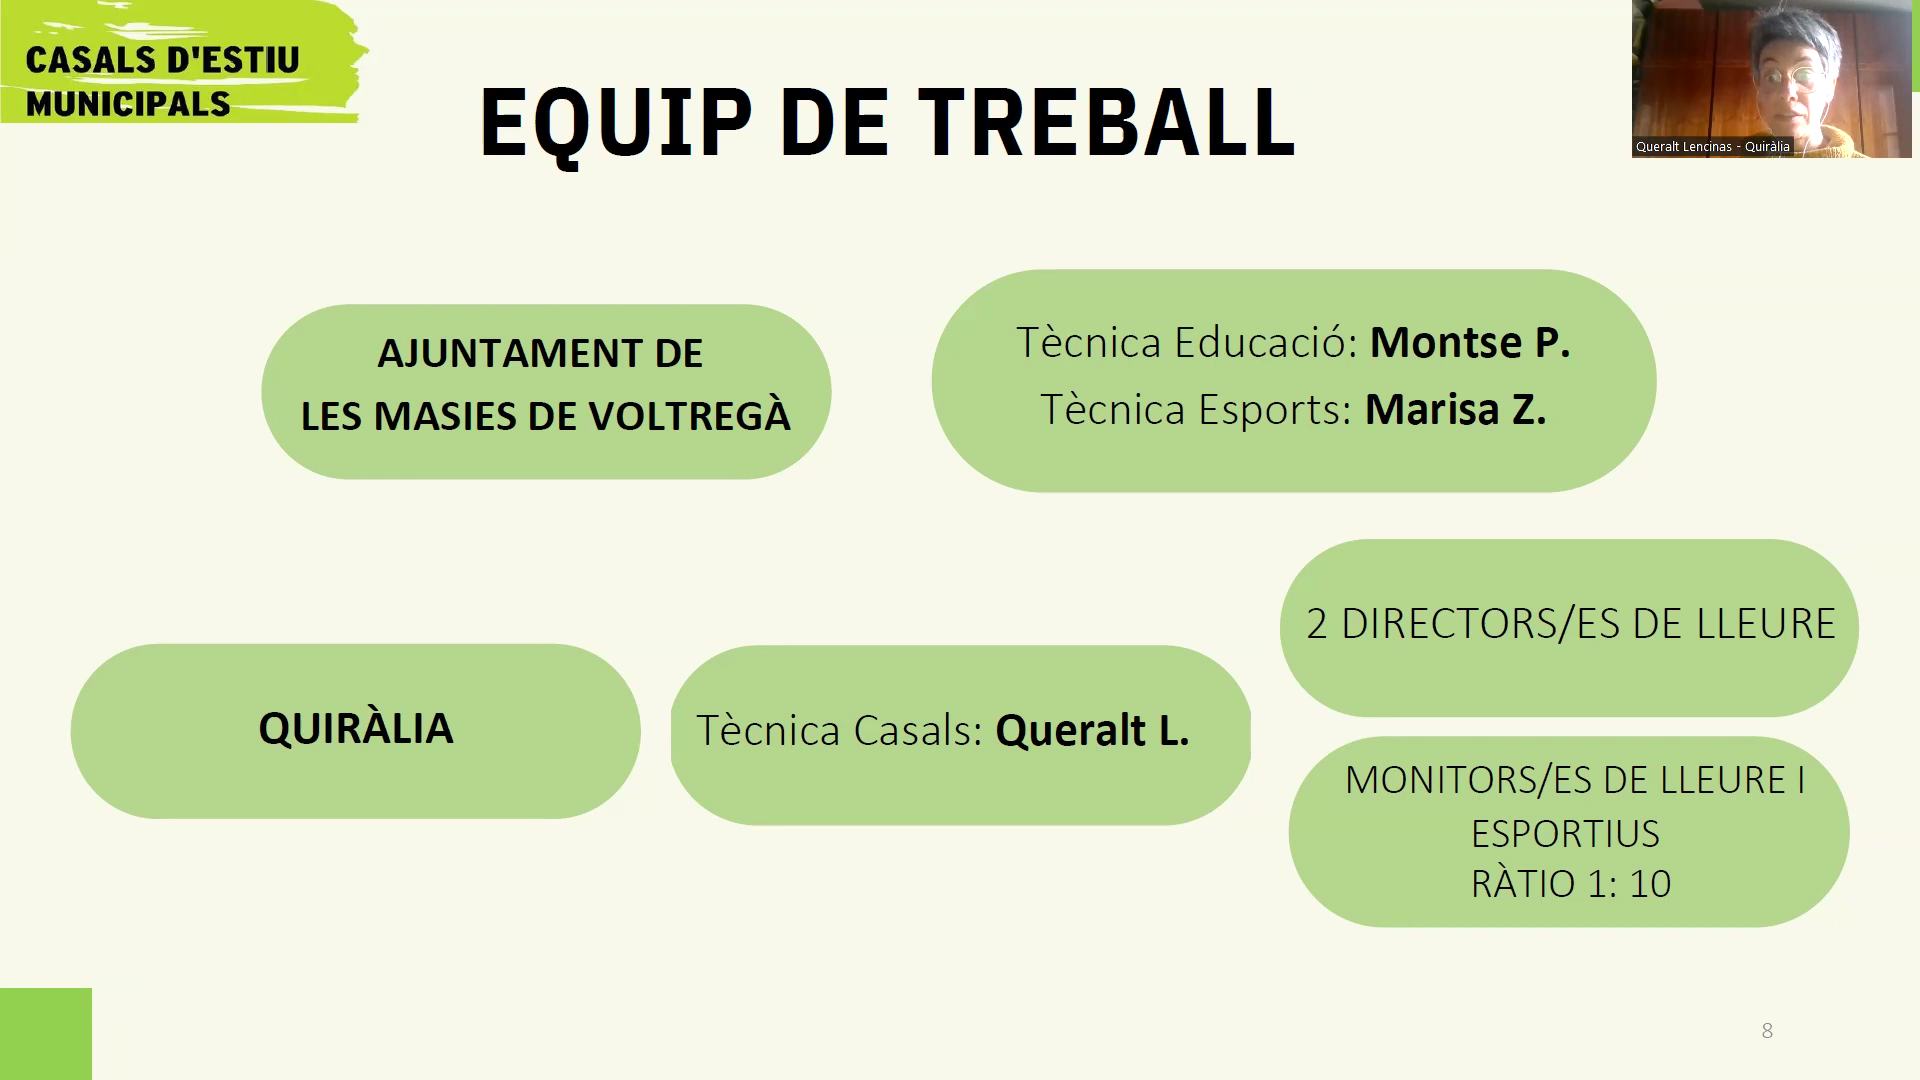 CASALS D'ESTIU
MUNICIPALS
EQUIP DE TREBALL
Queralt Lencinas - Quiràlia
AJUNTAMENT DE
LES MASIES DE VOLTREGÀ
Tècnica Educació: Montse P.
Tècnica Esports: Marisa Z.
QUIRÀLIA
Tècnica Casals: Queralt L.
2 DIRECTORS/ES DE LLEURE
MONITORS/ES DE LLEURE I
ESPORTIUS
RÀTIO 1: 10
8